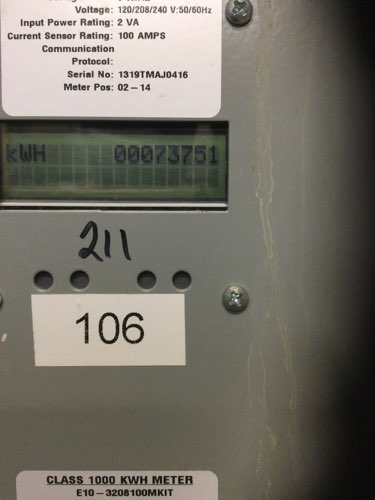 Voltage: 120/208/240 V:50/60Hz
Input Power Rating: 2 VA
Current Sensor Rating: 100 AMPS
Communication
Protocol:
Serial No: 1319TMAJ0416
Meter Pos: 02-14
kWH 00073751
211
106
CLASS 1000 KWH METER
E10-3208100MKIT